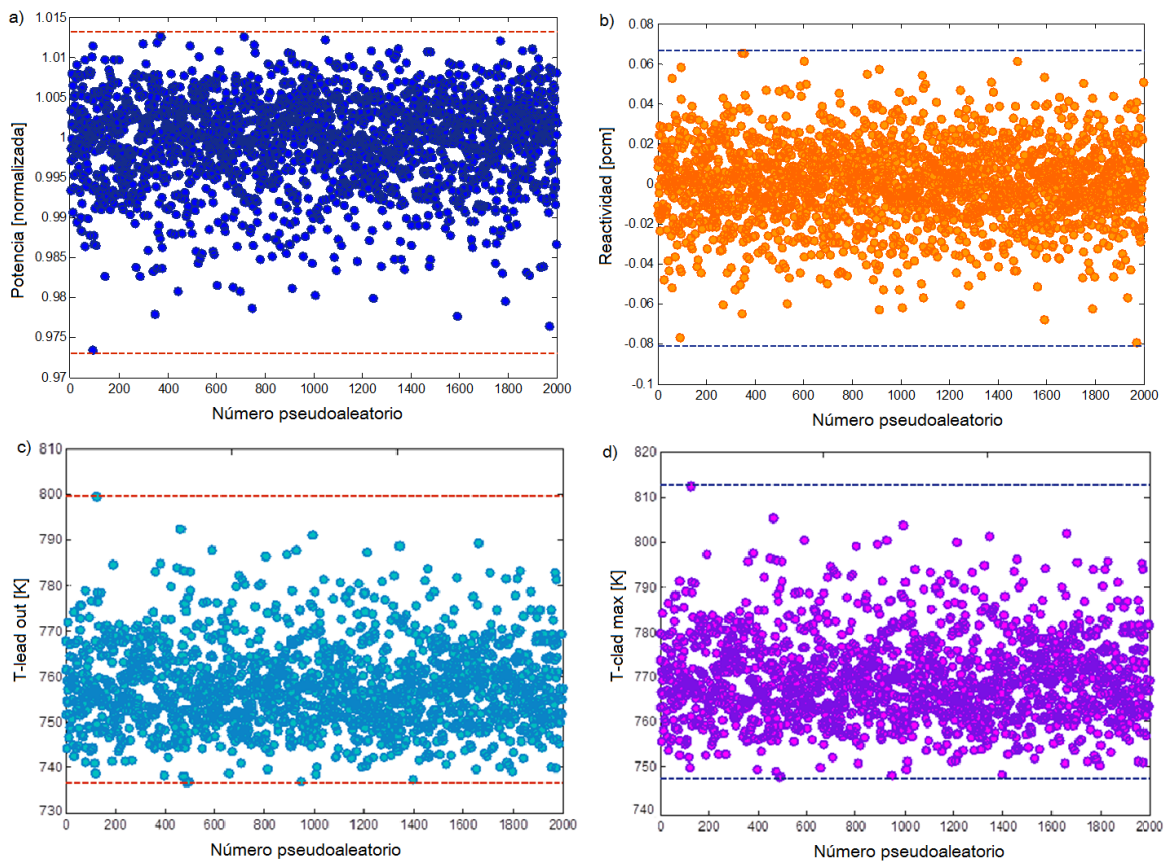 a)
Potencia [normalizada]
1.015
1.01
1.005
1
0.995
0.99
0.985
0.98
0.975
0.97
0 200 400 600 800 1000 1200 1400 1600 1800 2000
Número pseudoaleatorio
b)
Reactividad [pcm]
0.08
0.06
0.04
0.02
0
-0.02
-0.04
-0.06
-0.08
-0.1
0 200 400 600 800 1000 1200 1400 1600 1800 2000
Número pseudoaleatorio
c)
T-lead out [K]
810
800
790
780
770
760
750
740
730
0 200 400 600 800 1000 1200 1400 1600 1800 2000
Número pseudoaleatorio
d)
T-clad max [K]
820
810
800
790
780
770
760
750
740
0 200 400 600 800 1000 1200 1400 1600 1800 2000
Número pseudoaleatorio